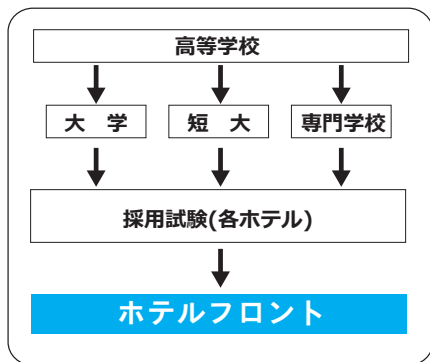 高等学校
大　学
短　大
専門学校
採用試験(各ホテル)
ホテルフロント